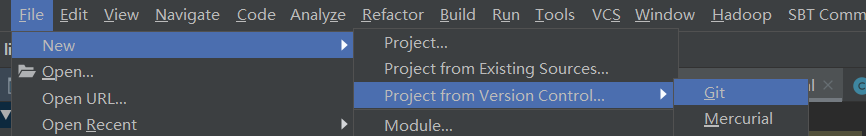 File Edit View Navigate Code Analyze Refactor Build Run Tools VCS Window Hadoop SBT Comm
li
New
Project...
Open...
Project from Existing Sources...
Open URL...
Project from Version Control...
Git
Open Recent
Module...
Mercurial